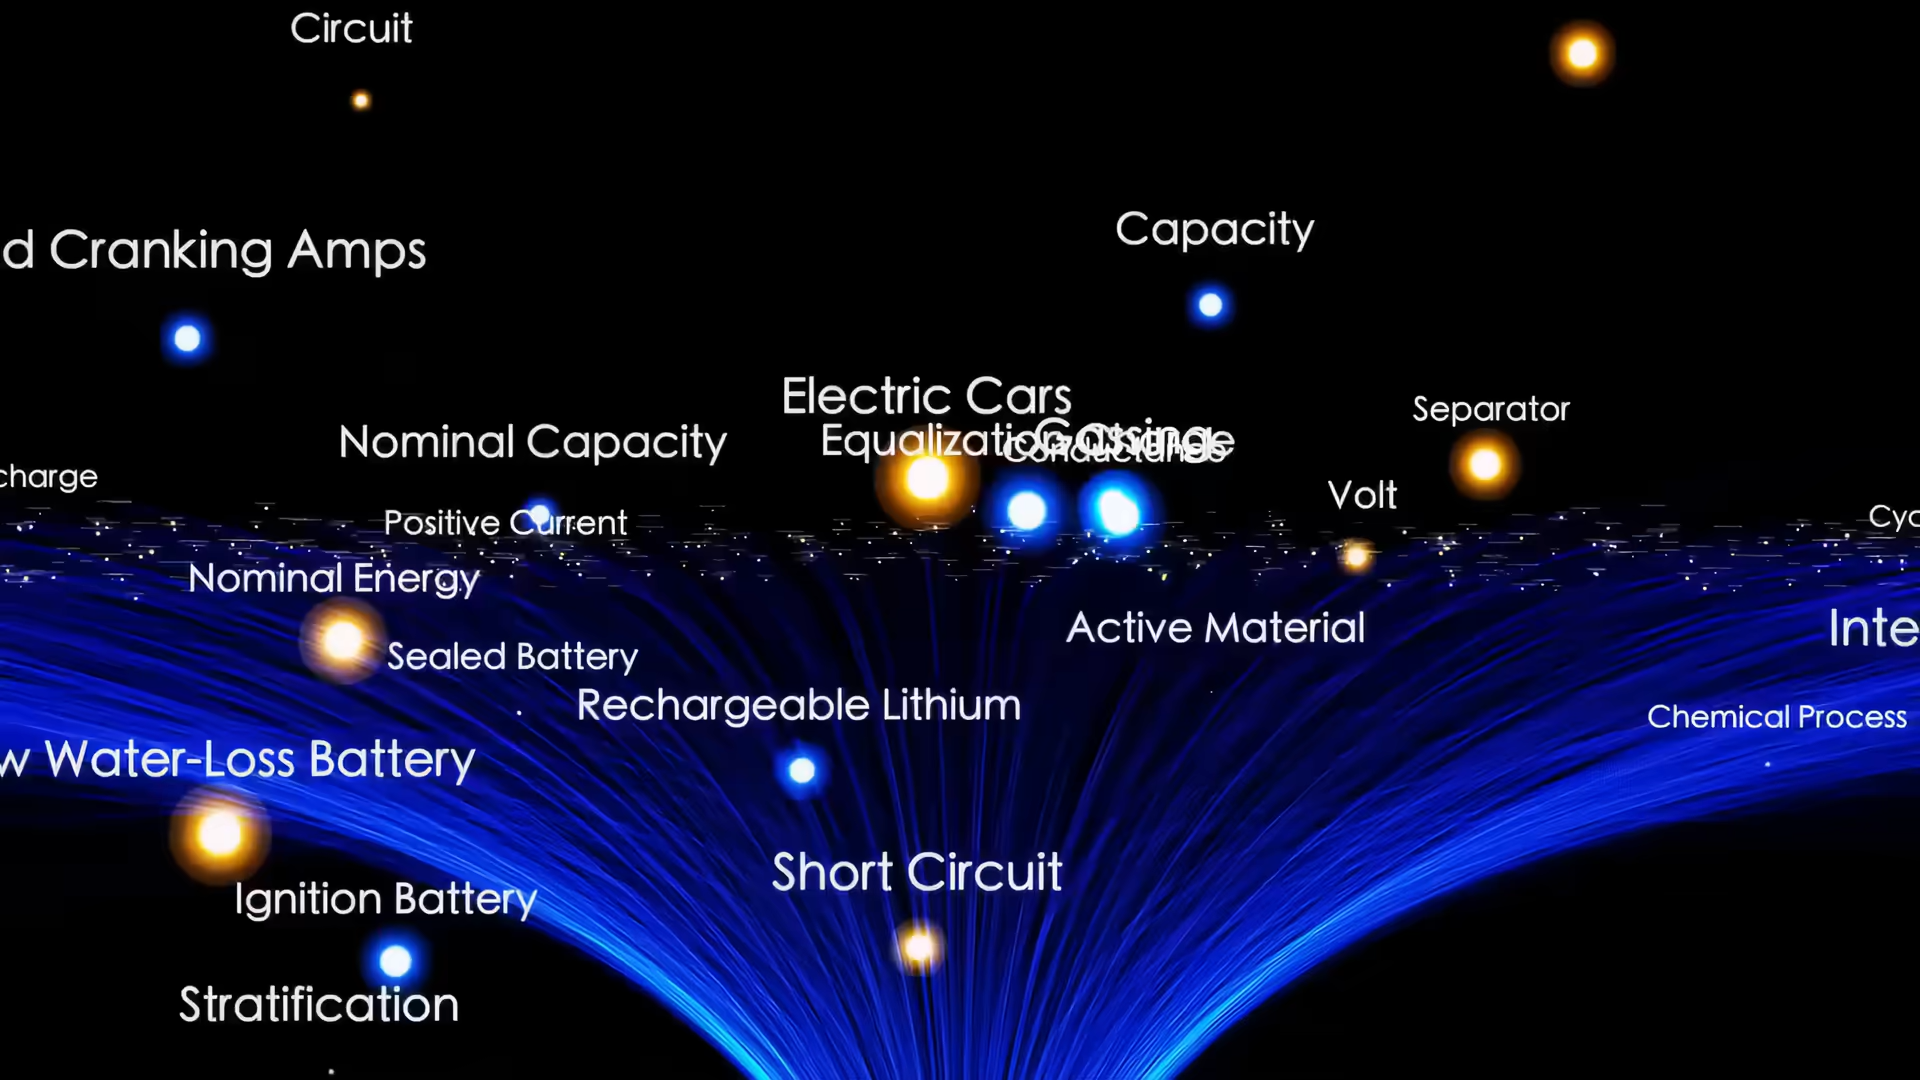 Circuit
Capacity
d Cranking Amps
Electric Cars
Separator
Nominal Capacity
Gassing
charge
Volt
Positive Current
Cyc
Nominal Energy
Active Material
Inte
Sealed Battery
Rechargeable Lithium
Chemical Process
w Water-Loss Battery
Short Circuit
Ignition Battery
Stratification